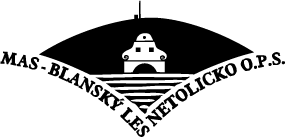 MAS - BLANSKÝ LES
NETOLICKO O.P.S.